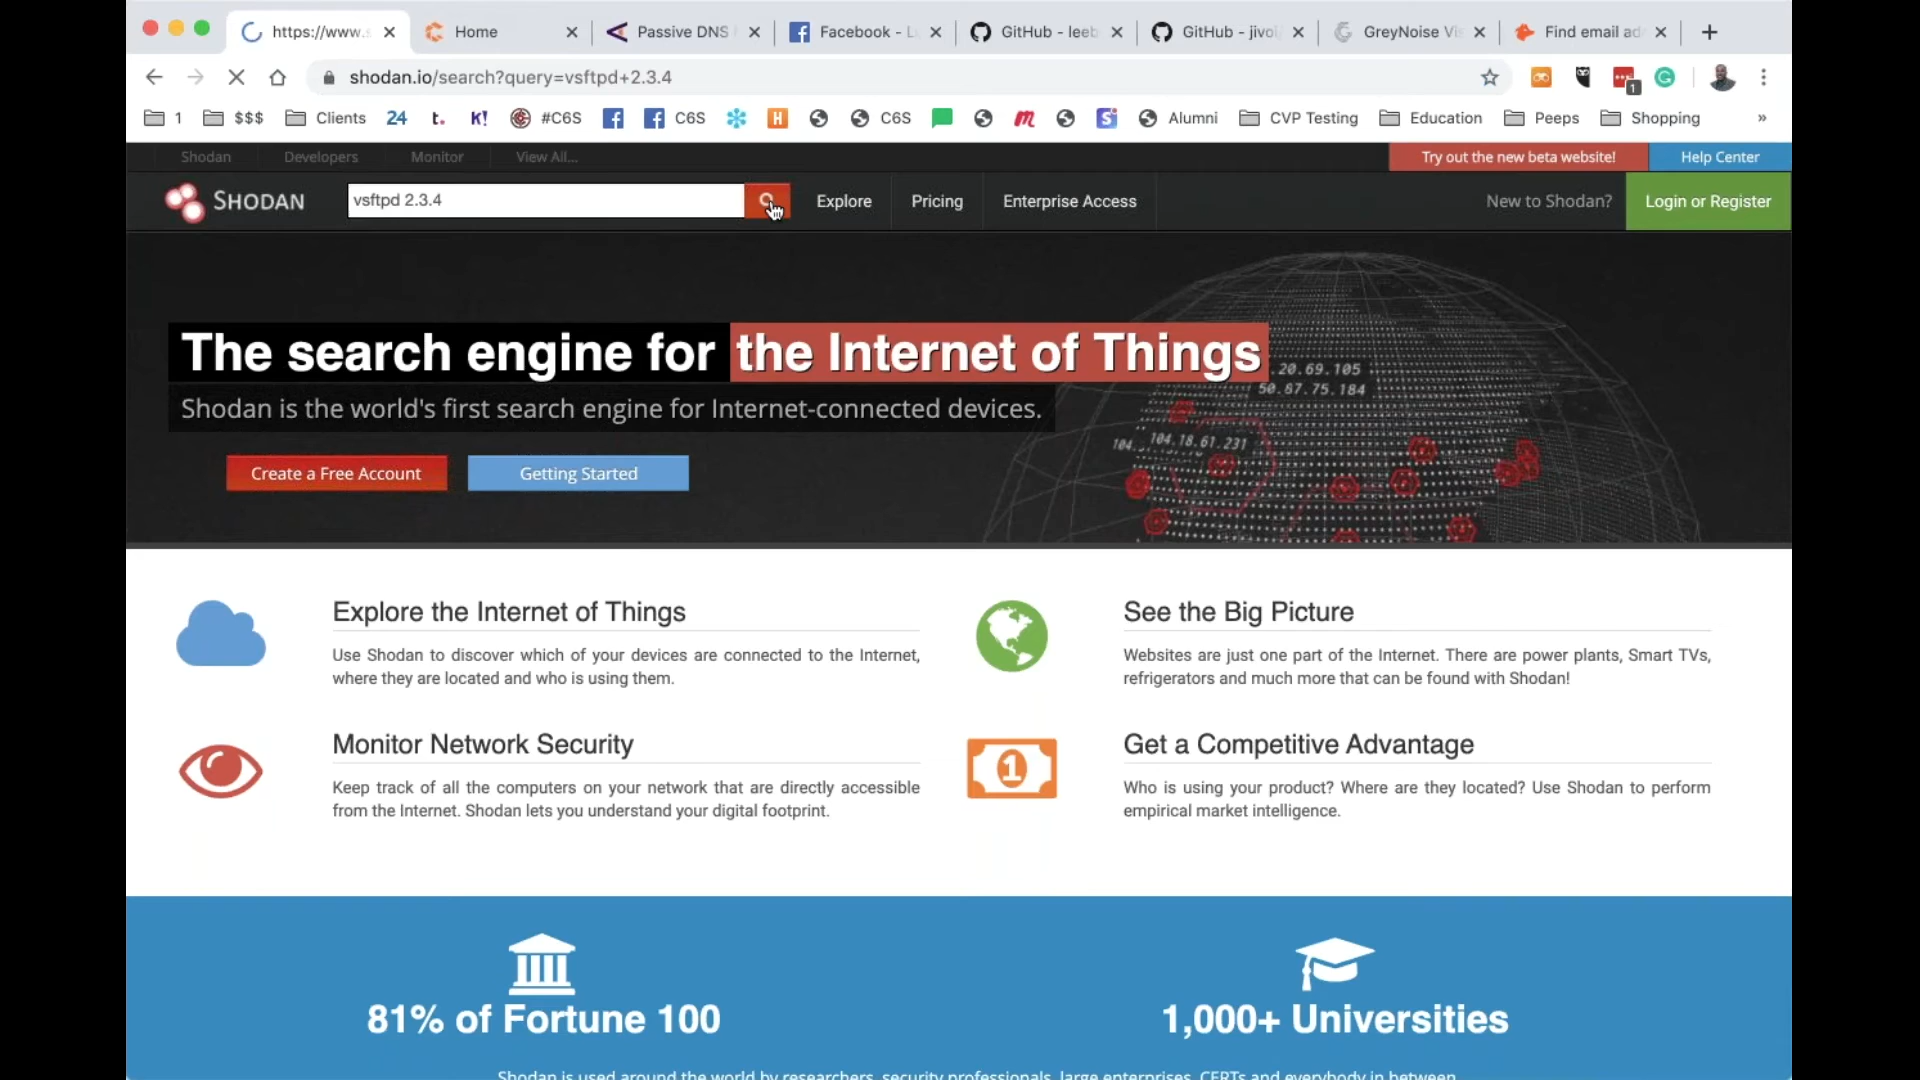 https://www.s
Home
Passive DNS
Facebook - L
GitHub - leeb
GitHub - jivoi
GreyNoise Vis
Find email ad
shodan.io/search?query=vsftpd+2.3.4
1
1
$$$
Clients
24
t.
K!
#C6S
C6S
H
C6S
m
S
Alumni
CVP Testing
Education
Peeps
Shopping
»
Shodan
Developers
Monitor
View All...
Try out the new beta website!
Help Center
SHODAN
vsftpd 2.3.4
Explore
Pricing
Enterprise Access
New to Shodan?
Login or Register
The search engine for the Internet of Things
.20.69.105
50.87.75.184
Shodan is the world's first search engine for Internet-connected devices.
104.
104.18.61.231
Create a Free Account
Getting Started
Explore the Internet of Things
Use Shodan to discover which of your devices are connected to the Internet,
where they are located and who is using them.
See the Big Picture
Websites are just one part of the Internet. There are power plants, Smart TVs,
refrigerators and much more that can be found with Shodan!
Monitor Network Security
Keep track of all the computers on your network that are directly accessible
from the Internet. Shodan lets you understand your digital footprint.
1
Get a Competitive Advantage
Who is using your product? Where are they located? Use Shodan to perform
empirical market intelligence.
81% of Fortune 100
1,000+ Universities
Shodan is used around the world by researchers, security professionals, large enterprises, CERTs and everybody in between.